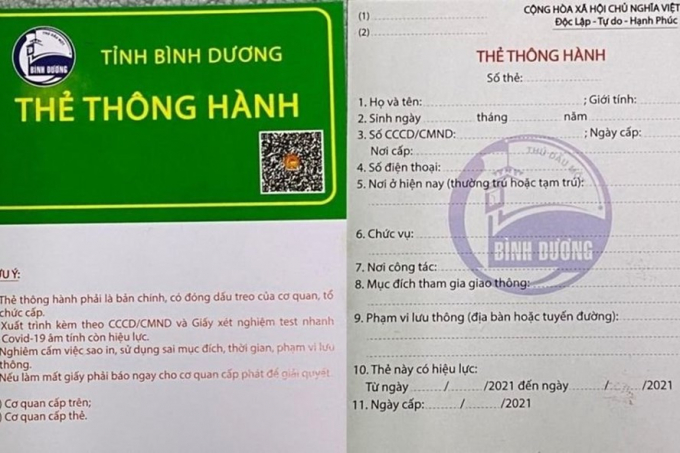 THỦ DẦU MỘT
BÌNH DƯƠNG
TỈNH BÌNH DƯƠNG
THẺ THÔNG HÀNH
ƯU Ý:
Thẻ thông hành phải là bản chính, có đóng dấu treo của cơ quan, tổ
chức cấp.
Xuất trình kèm theo CCCD/CMND và Giấy xét nghiệm test nhanh
Covid-19 âm tính còn hiệu lực.
Nghiêm cấm việc sao in, sử dụng sai mục đích, thời gian, phạm vi lưu
thông.
Nếu làm mất giấy phải báo ngay cho cơ quan cấp phát để giải quyết.
) Cơ quan cấp trên;
) Cơ quan cấp thẻ.
(1)
(2)
CỘNG HÒA XÃ HỘI CHỦ NGHĨA VIỆT
Độc Lập - Tự do - Hạnh Phúc
THẺ THÔNG HÀNH
Số thẻ:
1. Họ và tên: ; Giới tính:
2. Sinh ngày tháng năm
3. Số CCCD/CMND: ; Ngày cấp:
Nơi cấp:
4. Số điện thoại:
5. Nơi ở hiện nay (thường trú hoặc tạm trú):
6. Chức vụ:
7. Nơi công tác:
8. Mục đích tham gia giao thông:
9. Phạm vi lưu thông (địa bàn hoặc tuyến đường):
10. Thẻ này có hiệu lực:
Từ ngày / /2021 đến ngày / /2021
11. Ngày cấp: / /2021
THỦ DẦU MỘT
BÌNH DƯƠNG